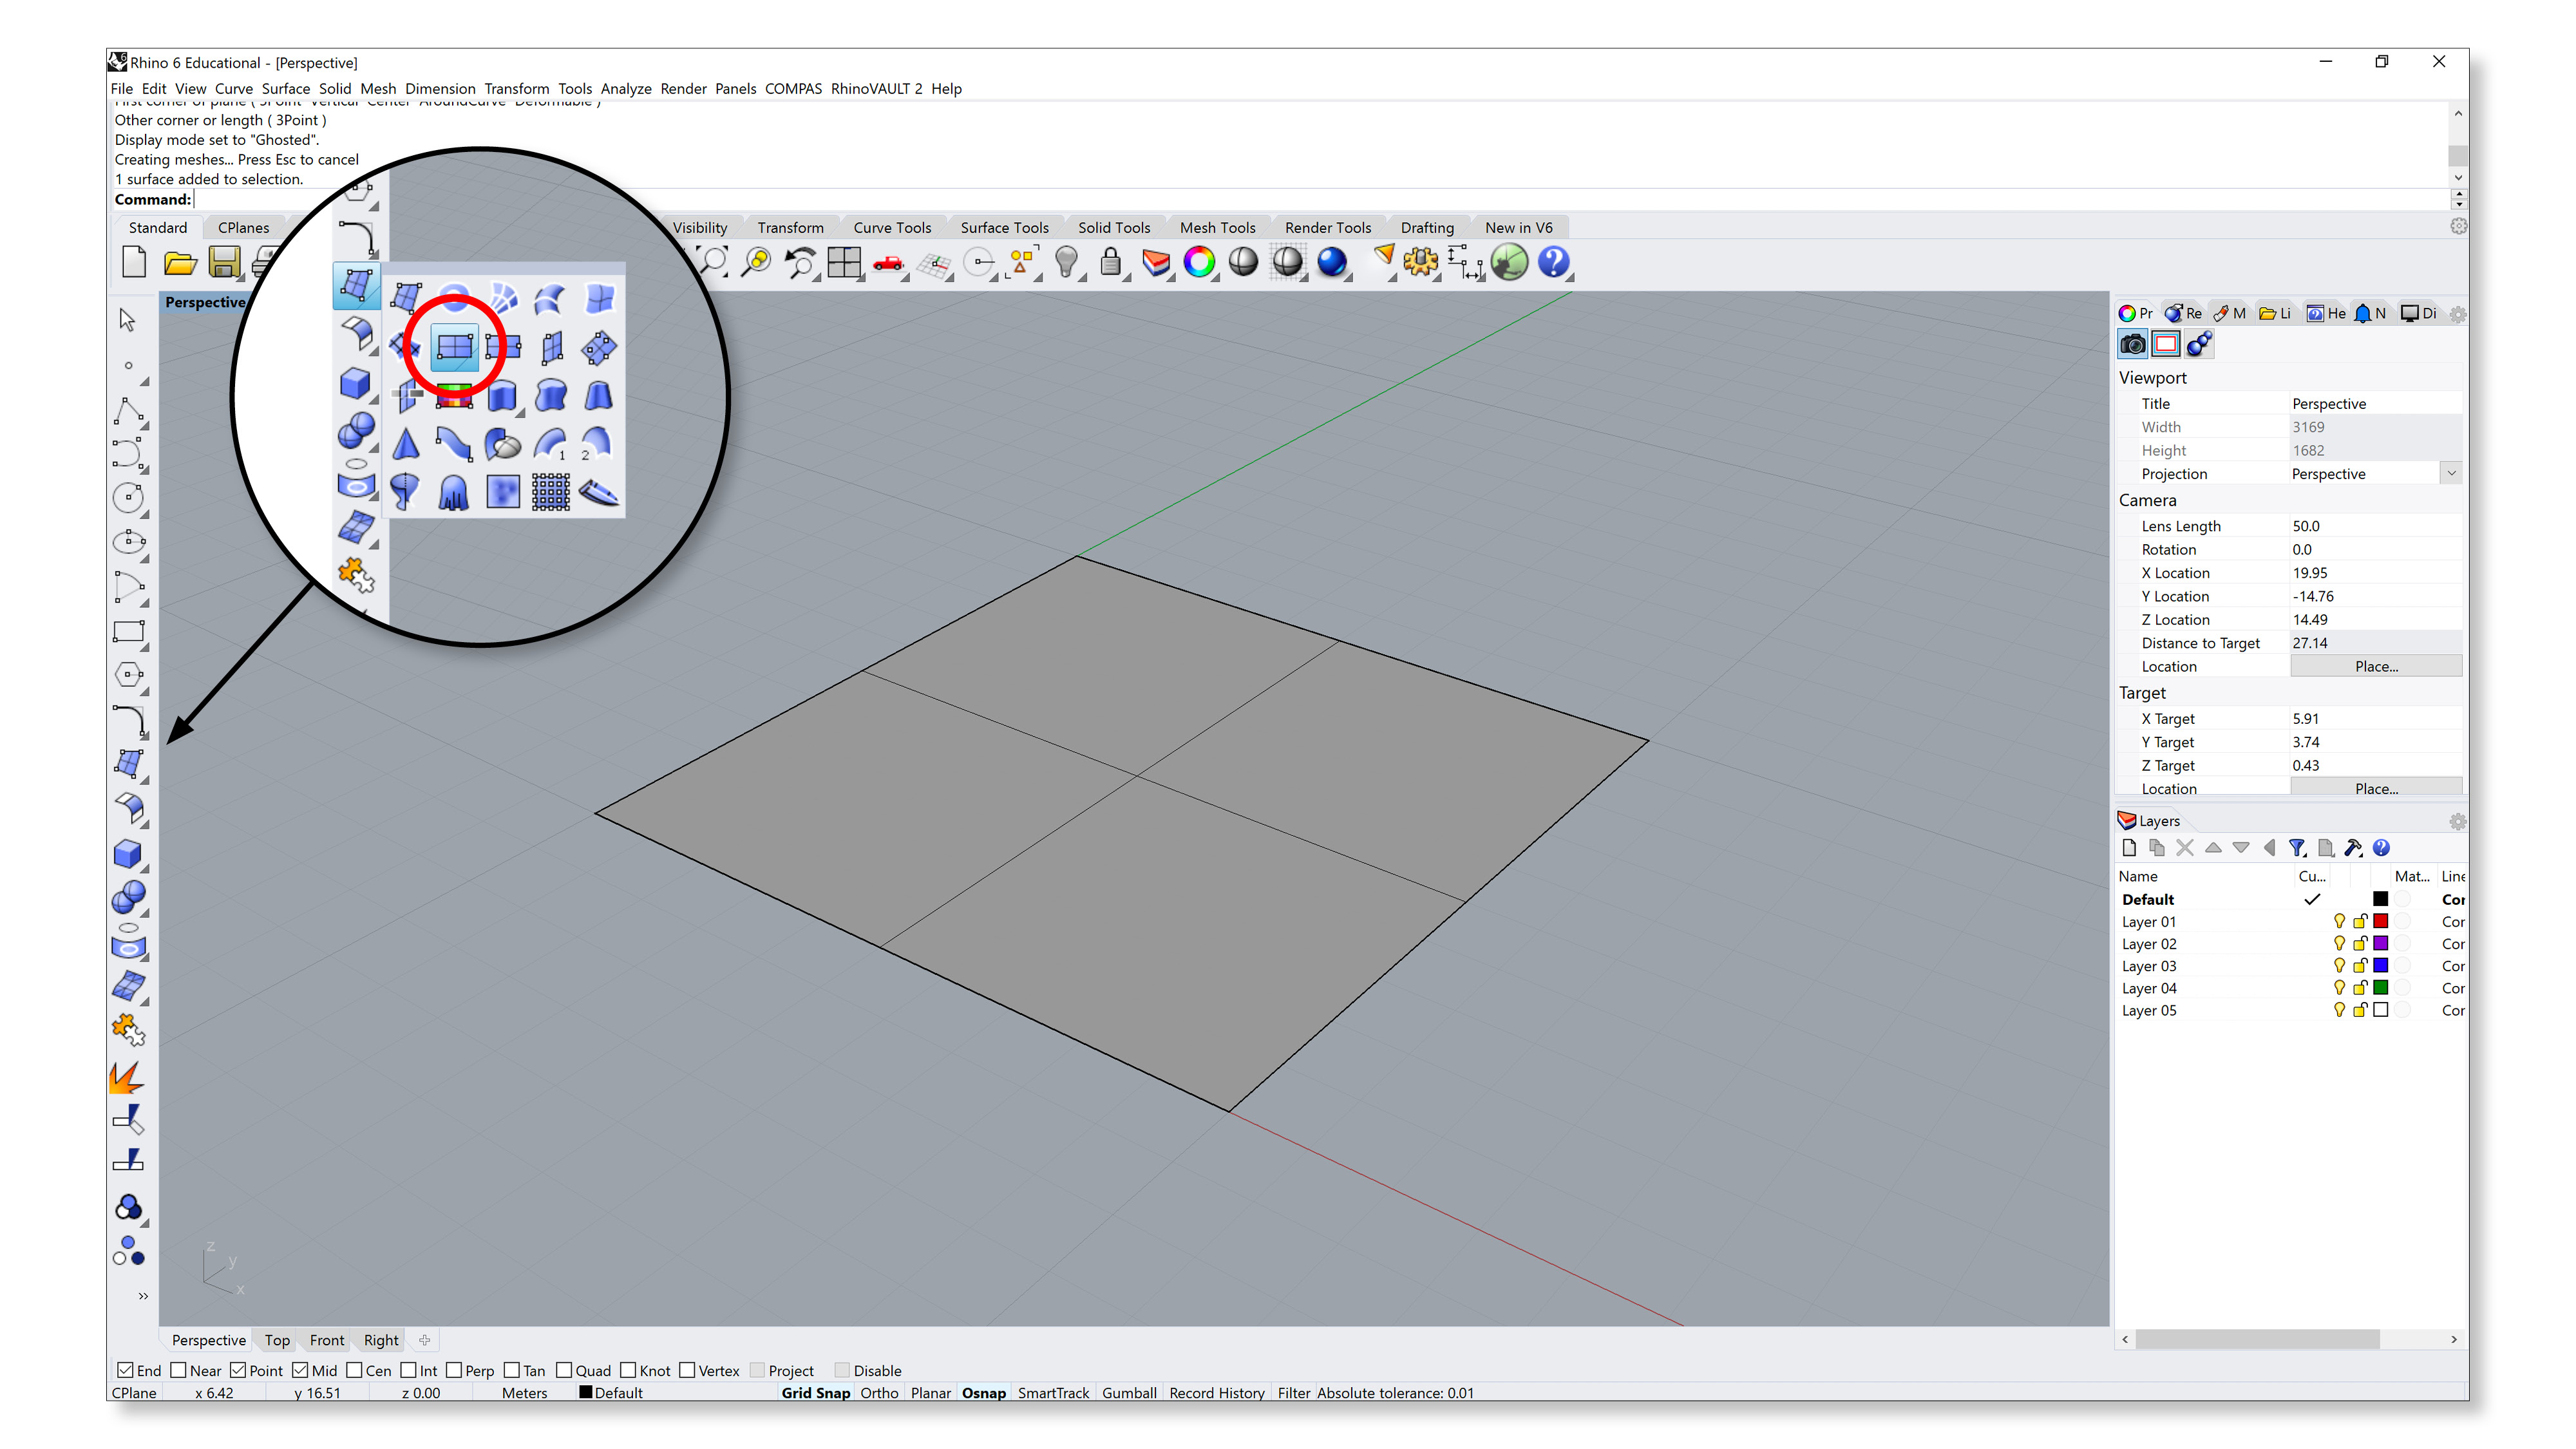 Rhino 6 Educational - [Perspective]
File Edit View Curve Surface Solid Mesh Dimension Transform Tools Analyze Render Panels COMPAS RhinoVAULT 2 Help
First corner of plane ( 3Point Vertical Center AroundCurve Deformable )
Other corner or length ( 3Point )
Display mode set to "Ghosted".
Creating meshes... Press Esc to cancel
1 surface added to selection.
Command:
Standard CPlanes Visibility Transform Curve Tools Surface Tools Solid Tools Mesh Tools Render Tools Drafting New in V6
Perspective
1 2
Pr Re M Li He N Di
Viewport
Title Perspective
Width 3169
Height 1682
Projection Perspective
Camera
Lens Length 50.0
Rotation 0.0
X Location 19.95
Y Location -14.76
Z Location 14.49
Distance to Target 27.14
Location Place...
Target
X Target 5.91
Y Target 3.74
Z Target 0.43
Location Place...
Layers
Name Cu... Mat... Line
Default Cor
Layer 01 Cor
Layer 02 Cor
Layer 03 Cor
Layer 04 Cor
Layer 05 Cor
z
y
x
Perspective Top Front Right
End Near Point Mid Cen Int Perp Tan Quad Knot Vertex Project Disable
CPlane x 6.42 y 16.51 z 0.00 Meters Default Grid Snap Ortho Planar Osnap SmartTrack Gumball Record History Filter Absolute tolerance: 0.01